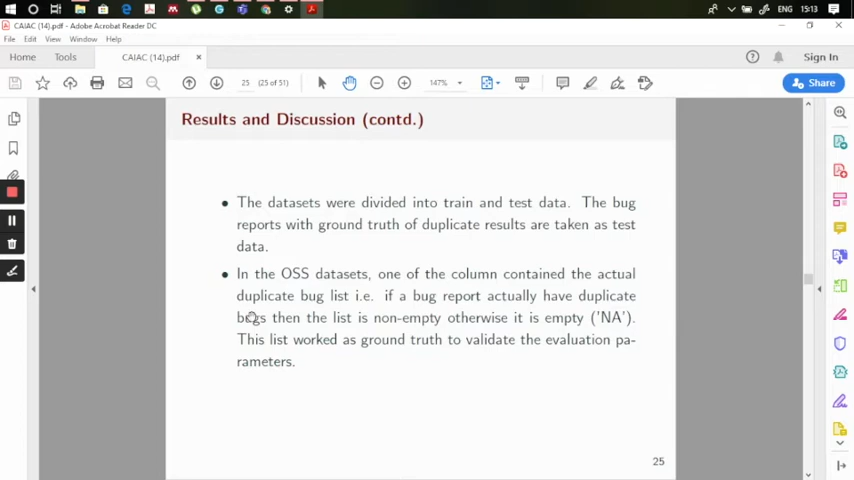 CAIAC (14).pdf - Adobe Acrobat Reader DC
ENG 15:13
File Edit View Window Help
Home Tools CAIAC (14).pdf × Sign In
25 (25 of 51) 147% Share
Results and Discussion (contd.)
• The datasets were divided into train and test data. The bug
reports with ground truth of duplicate results are taken as test
data.
• In the OSS datasets, one of the column contained the actual
duplicate bug list i.e. if a bug report actually have duplicate
bugs then the list is non-empty otherwise it is empty ('NA').
This list worked as ground truth to validate the evaluation pa-
rameters.
25